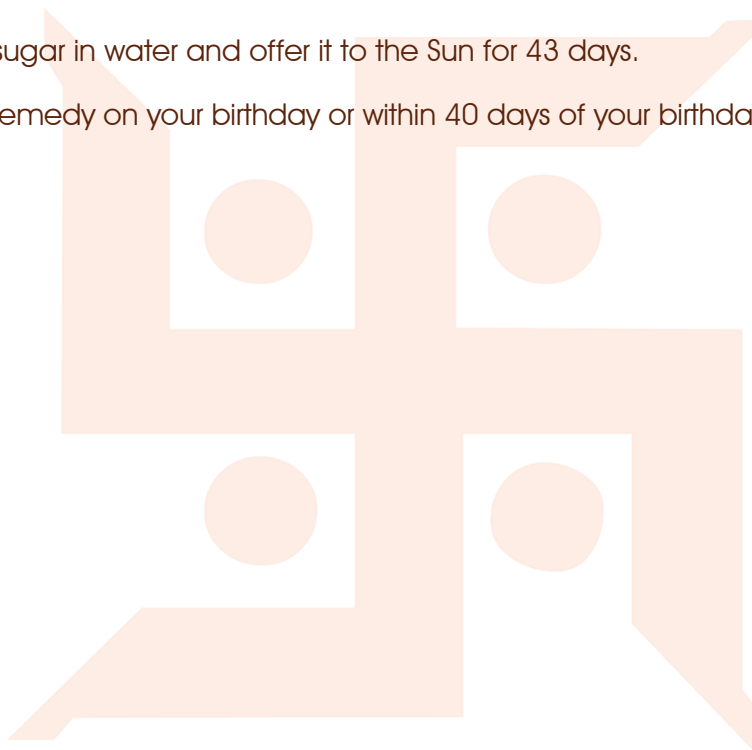 sugar in water and offer it to the Sun for 43 days.
emedy on your birthday or within 40 days of your birthda